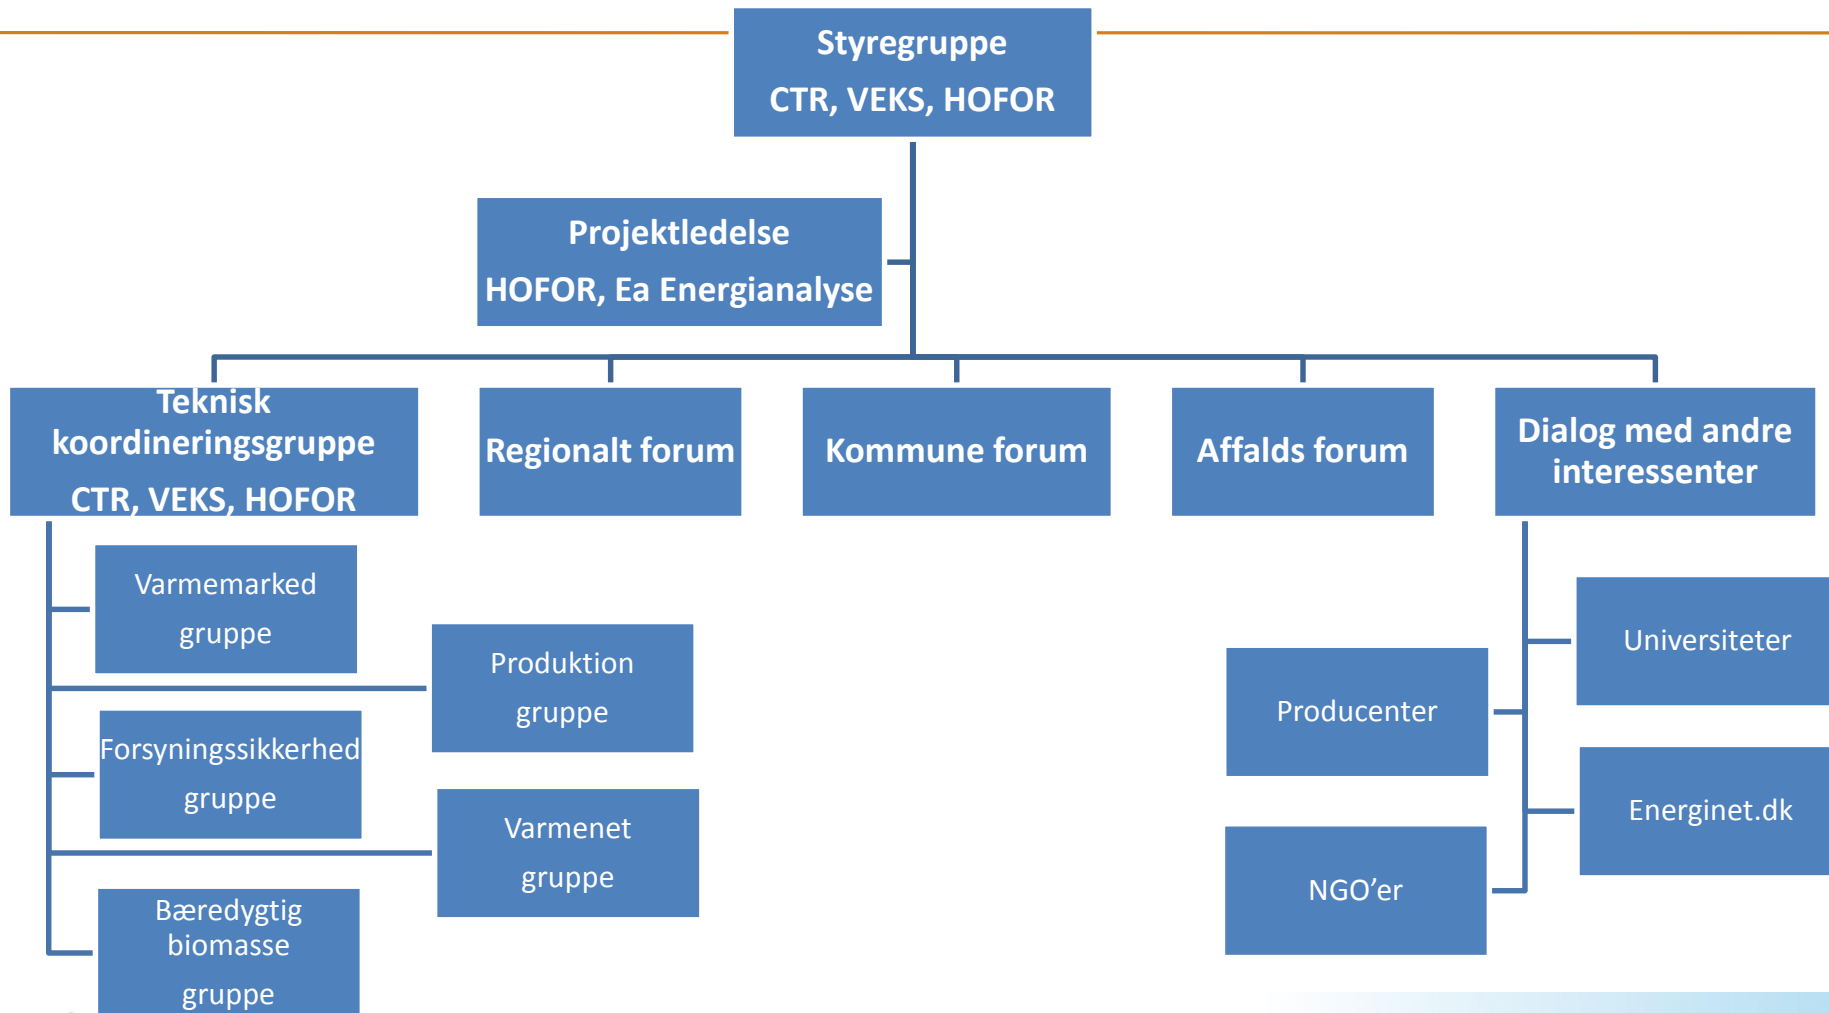 Styregruppe
CTR, VEKS, HOFOR
Projektledelse
HOFOR, Ea Energianalyse
Teknisk
koordineringsgruppe
CTR, VEKS, HOFOR
Regionalt forum
Kommune forum
Affalds forum
Dialog med andre
interessenter
Varmemarked
gruppe
Produktion
gruppe
Forsyningssikkerhed
gruppe
Varmenet
gruppe
Bæredygtig
biomasse
gruppe
Universiteter
Producenter
Energinet.dk
NGO’er